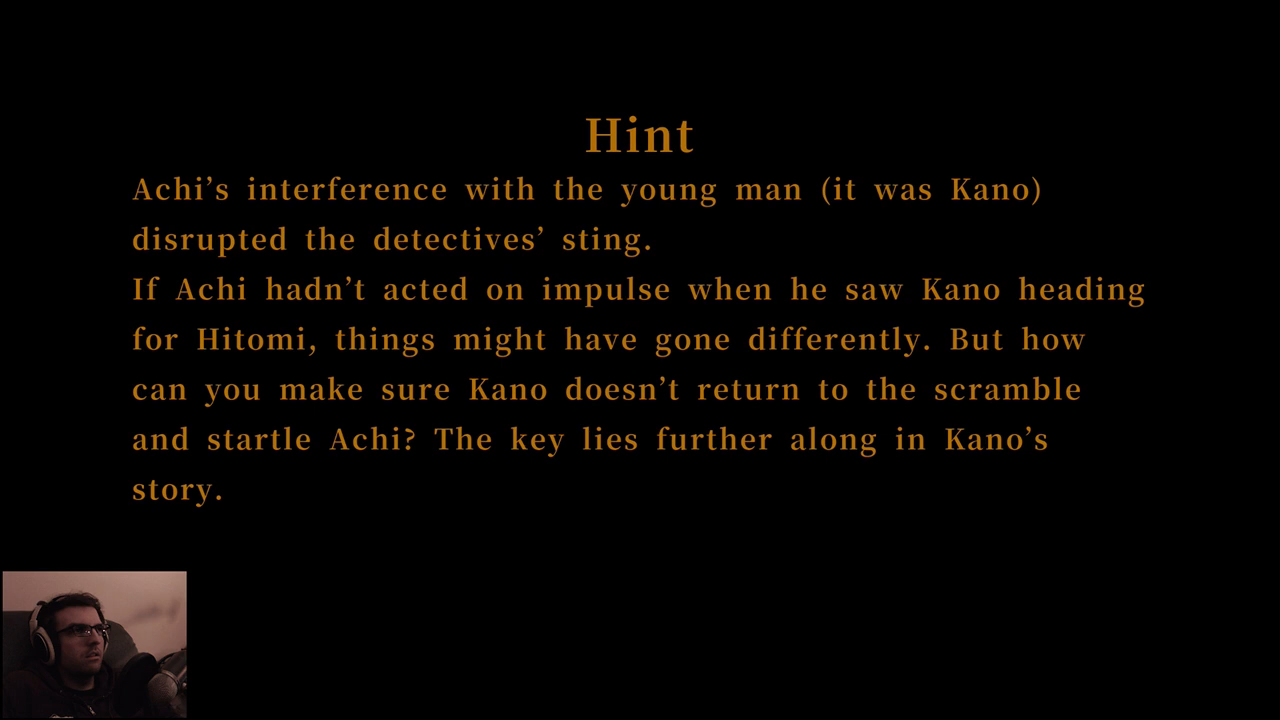 Hint
Achi’s interference with the young man (it was Kano)
disrupted the detectives’ sting.
If Achi hadn’t acted on impulse when he saw Kano heading
for Hitomi, things might have gone differently. But how
can you make sure Kano doesn’t return to the scramble
and startle Achi? The key lies further along in Kano’s
story.